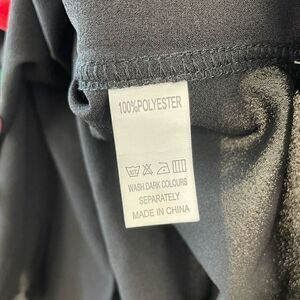 100%POLYESTER
WASH DARK COLOURS
SEPARATELY
MADE IN CHINA